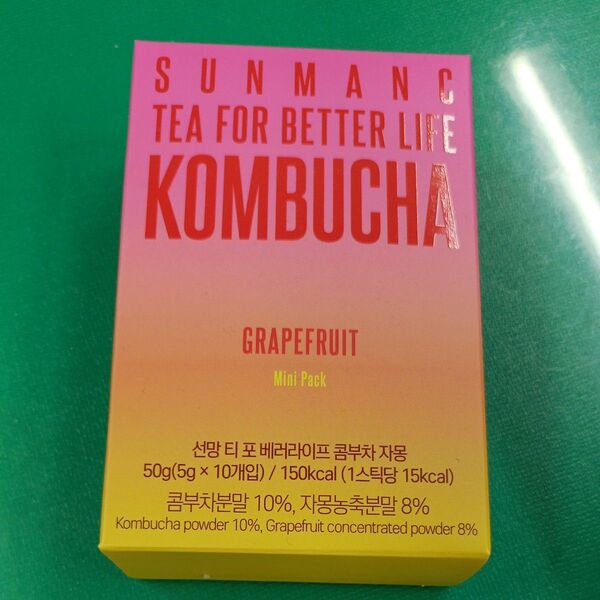 SUNMANG
TEA FOR BETTER LIFE
KOMBUCHA
GRAPEFRUIT
Mini Pack
선망 티 포 베러라이프 콤부차 자몽
50g(5g × 10개입) / 150kcal (1스틱당 15kcal)
콤부차분말 10%, 자몽농축분말 8%
Kombucha powder 10%, Grapefruit concentrated powder 8%